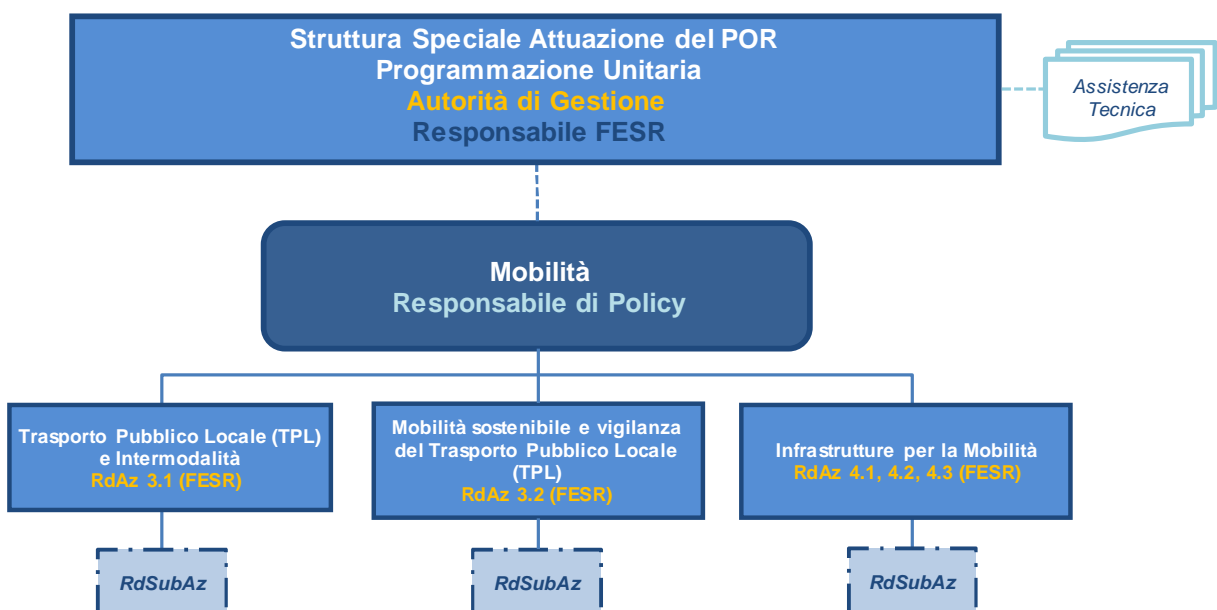 Struttura Speciale Attuazione del POR
Programmazione Unitaria
Autorità di Gestione
Responsabile FESR
Assistenza
Tecnica
Mobilità
Responsabile di Policy
Trasporto Pubblico Locale (TPL)
e Intermodalità
RdAz 3.1 (FESR)
Mobilità sostenibile e vigilanza
del Trasporto Pubblico Locale
(TPL)
RdAz 3.2 (FESR)
Infrastrutture per la Mobilità
RdAz 4.1, 4.2, 4.3 (FESR)
RdSubAz
RdSubAz
RdSubAz